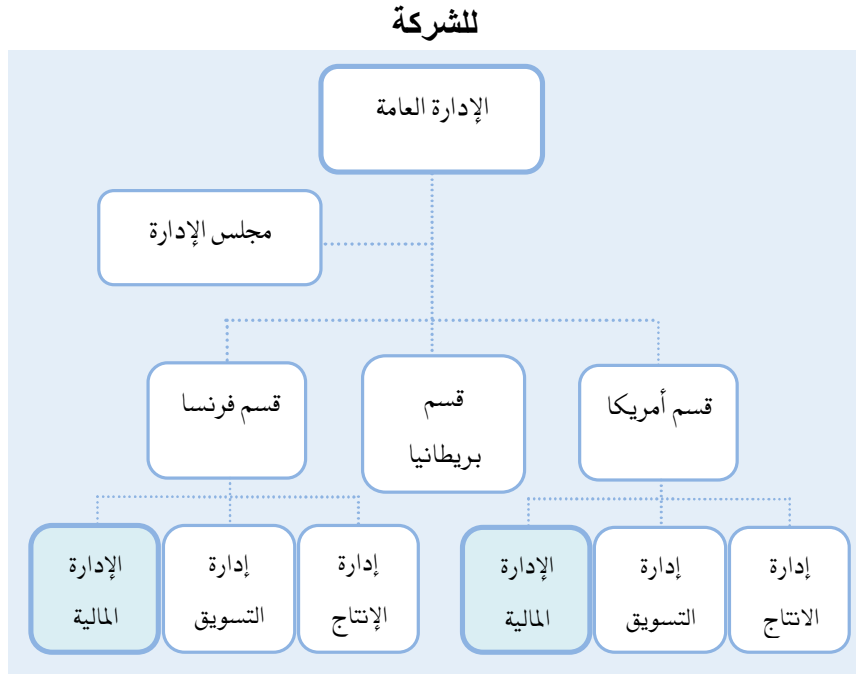 للشركة
الإدارة العامة
مجلس الإدارة
قسم أمريكا
قسم
بريطانيا
قسم فرنسا
إدارة
الانتاج
إدارة
التسويق
الإدارة
المالية
إدارة
الإنتاج
إدارة
التسويق
الإدارة
المالية